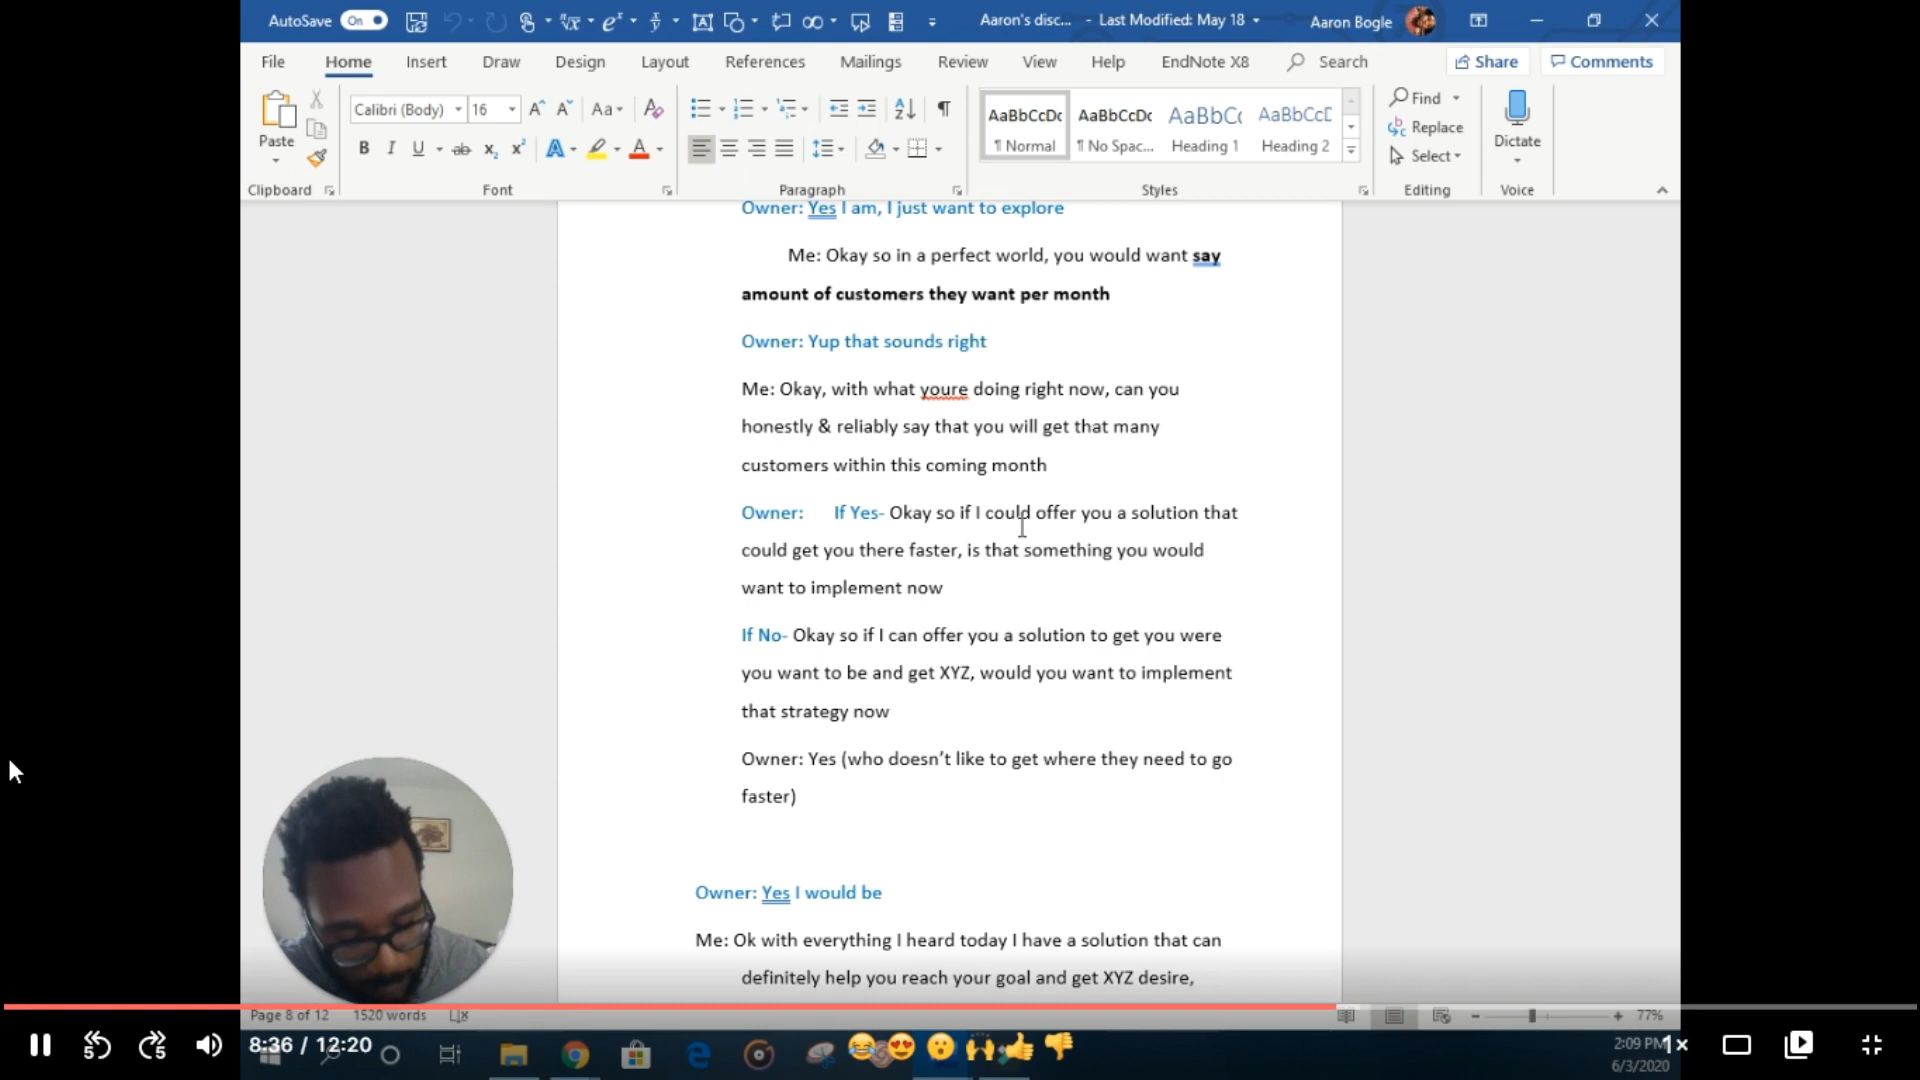 AutoSave On Aaron's disc... - Last Modified: May 18 Aaron Bogle
File Home Insert Draw Design Layout References Mailings Review View Help EndNote X8 Search Share Comments
Paste Calibri (Body) 16 Aa AaBbCcDc AaBbCcDc AaBbC AaBbCcD Find Replace Select Dictate
B I U ab x₂ x² A A ¶ Normal ¶ No Spac... Heading 1 Heading 2
Clipboard Font Paragraph Styles Editing Voice
Owner: Yes I am, I just want to explore
Me: Okay so in a perfect world, you would want say
amount of customers they want per month
Owner: Yup that sounds right
Me: Okay, with what youre doing right now, can you
honestly & reliably say that you will get that many
customers within this coming month
Owner: If Yes- Okay so if I could offer you a solution that
could get you there faster, is that something you would
want to implement now
If No- Okay so if I can offer you a solution to get you were
you want to be and get XYZ, would you want to implement
that strategy now
Owner: Yes (who doesn't like to get where they need to go
faster)
Owner: Yes I would be
Me: Ok with everything I heard today I have a solution that can
definitely help you reach your goal and get XYZ desire,
Page 8 of 12 1520 words 77%
5 5 8:36 / 12:20 2:09 PM 1×
6/3/2020